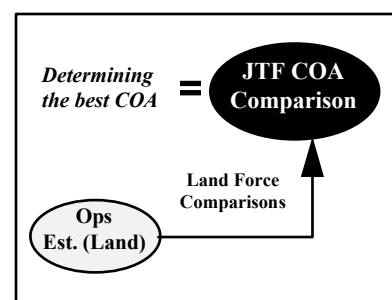 Determining
the best COA
=
JTF COA
Comparison
Land Force
Comparisons
Ops
Est. (Land)